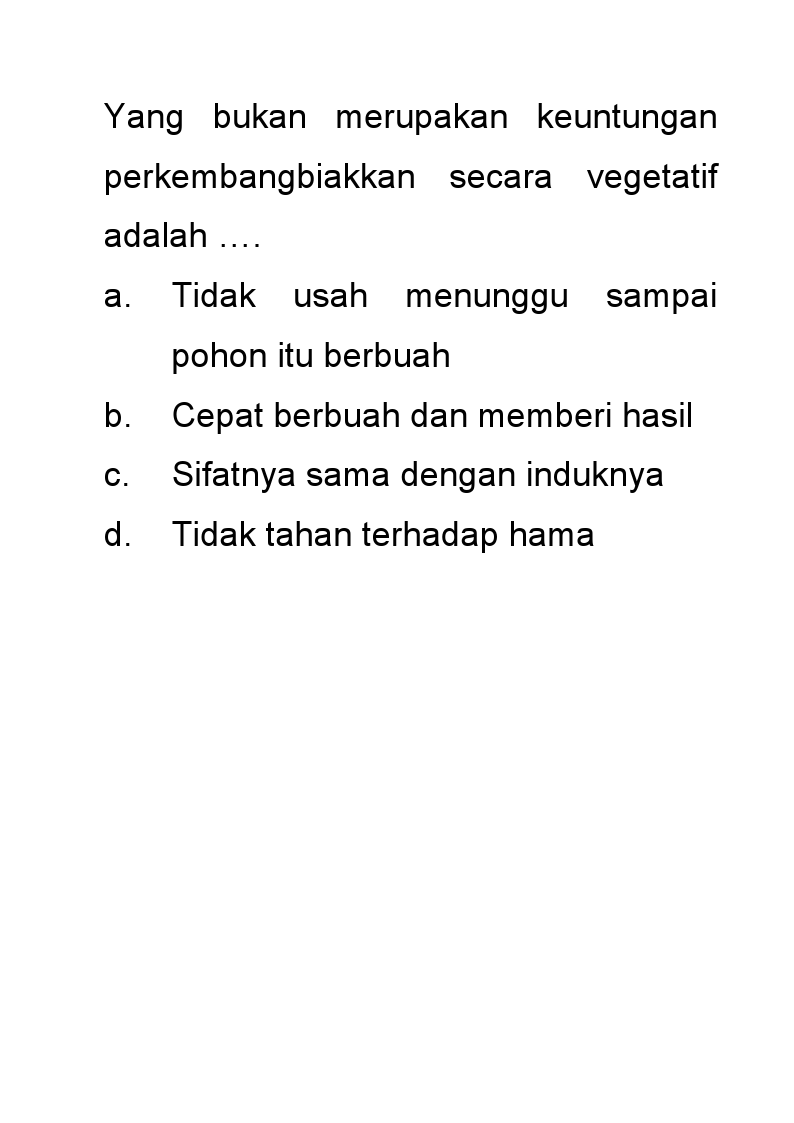 Yang bukan merupakan keuntungan
perkembangbiakkan secara vegetatif
adalah ….
a. Tidak usah menunggu sampai
pohon itu berbuah
b. Cepat berbuah dan memberi hasil
c. Sifatnya sama dengan induknya
d. Tidak tahan terhadap hama